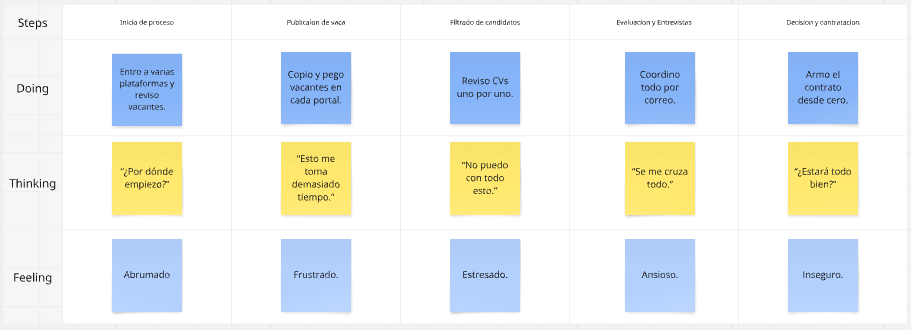 Steps
Inicia de proceso
Publicaion de vaca
Filtrado de candidatos
Evaluacion y Entrevistas
Decision y contratacion
Doing
Entro a varias
plataformas y
reviso
vacantes.
Copio y pego
vacantes en
cada portal.
Reviso CVs
uno por uno.
Coordino
todo por
correo.
Armo el
contrato
desde cero.
Thinking
"¿Por dónde
empiezo?"
"Esto me
toma
demasiado
tiempo."
"No puedo
con todo
esto."
"Se me cruza
todo."
"¿Estará todo
bien?"
Feeling
Abrumado
Frustrado.
Estresado.
Ansioso.
Inseguro.